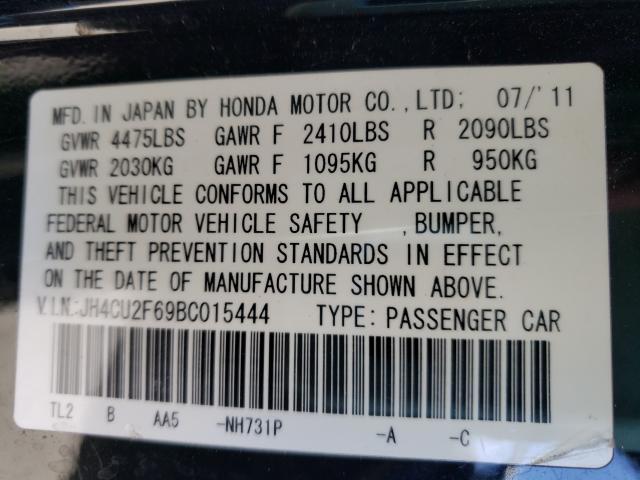 MFD. IN JAPAN BY HONDA MOTOR CO.,LTD; 07/'11
GVWR 4475LBS GAWR F 2410LBS R 2090LBS
GVWR 2030KG GAWR F 1095KG R 950KG
THIS VEHICLE CONFORMS TO ALL APPLICABLE
FEDERAL MOTOR VEHICLE SAFETY ,BUMPER,
AND THEFT PREVENTION STANDARDS IN EFFECT
ON THE DATE OF MANUFACTURE SHOWN ABOVE.
V.I.N.:JH4CU2F69BC015444 TYPE: PASSENGER CAR
TL2 B AA5 -NH731P -A -C